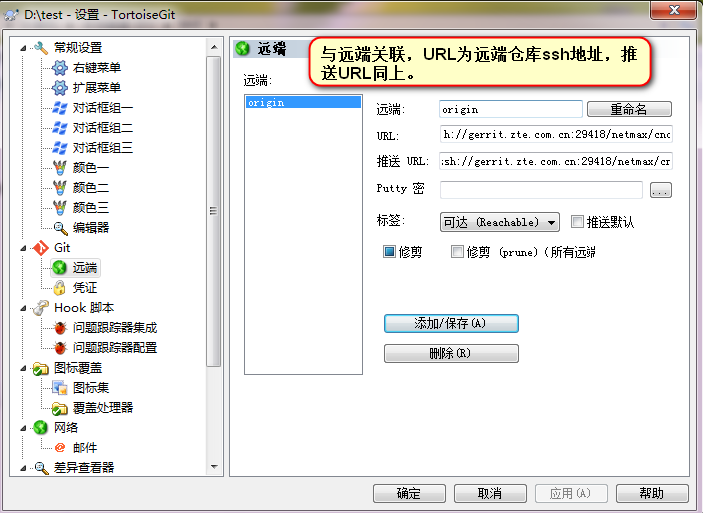 D:\test - 设置 - TortoiseGit
常规设置
右键菜单
扩展菜单
对话框组一
对话框组二
对话框组三
颜色一
颜色二
颜色三
编辑器
Git
远端
凭证
Hook 脚本
问题跟踪器集成
问题跟踪器配置
图标覆盖
图标集
覆盖处理器
网络
邮件
差异查看器
远端
与远端关联，URL为远端仓库ssh地址，推
送URL同上。
远端:
origin
远端: origin 重命名
URL: h://gerrit.zte.com.cn:29418/netmax/cnc
推送 URL: ssh://gerrit.zte.com.cn:29418/netmax/cr
Putty 密 ...
标签: 可达 (Reachable) 推送默认
修剪 修剪 (prune) (所有远端
添加/保存(A)
删除(R)
确定 取消 应用(A) 帮助